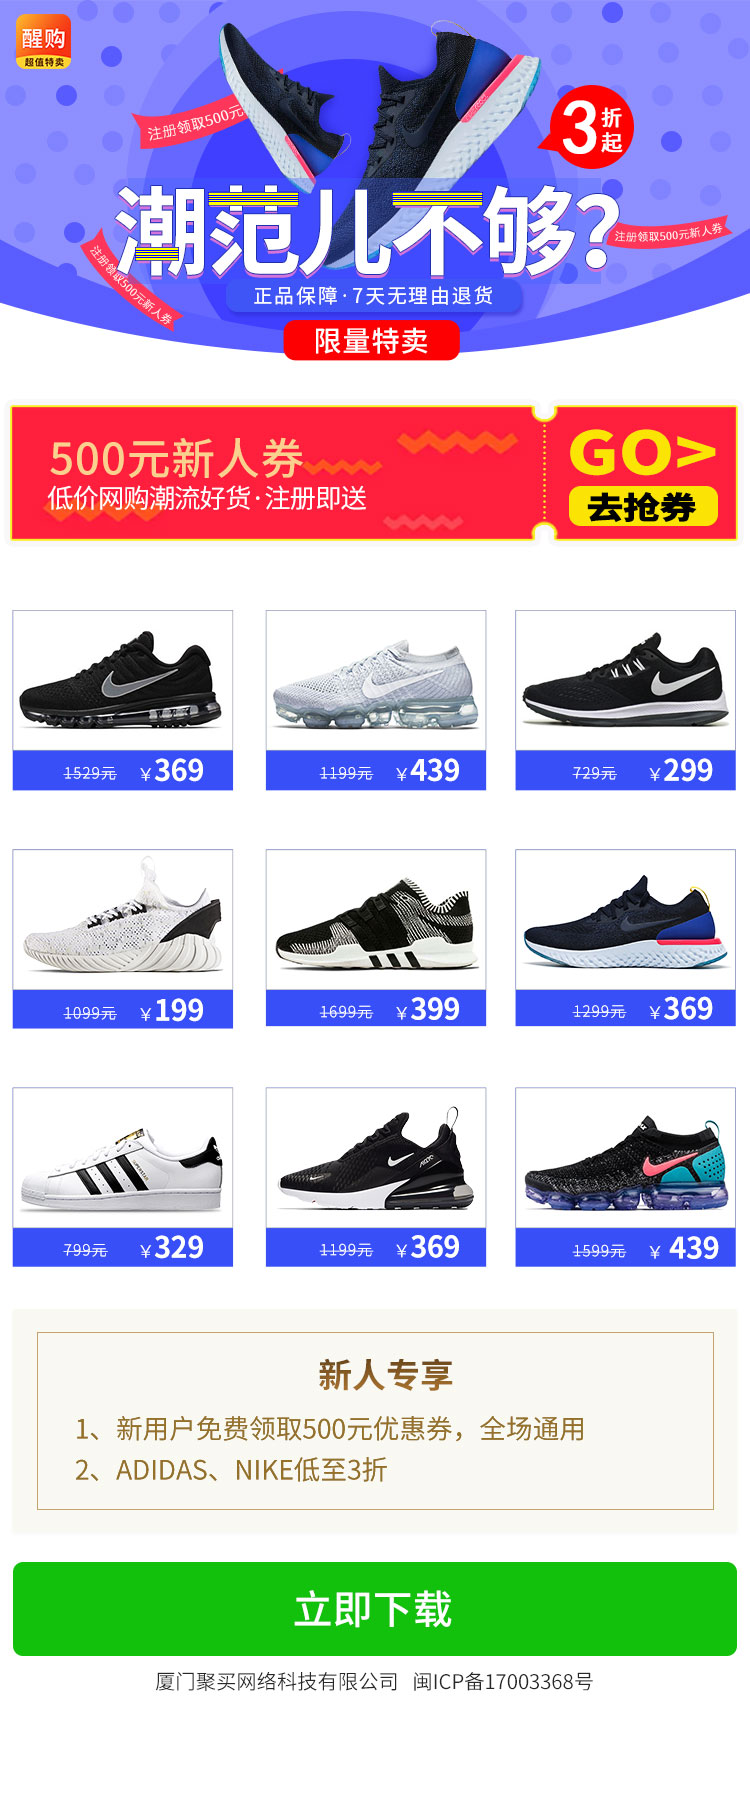 醒购
超值特卖
注册领取500元
3折起
潮范儿不够?
注册领取500元新人券
注册领取500元新人券
正品保障·7天无理由退货
限量特卖
500元新人券
低价网购潮流好货·注册即送
GO>
去抢券
1529元 ¥369
1199元 ¥439
729元 ¥299
1099元 ¥199
1699元 ¥399
1299元 ¥369
799元 ¥329
1199元 ¥369
1599元 ¥ 439
新人专享
1、新用户免费领取500元优惠券，全场通用
2、ADIDAS、NIKE低至3折
立即下载
厦门聚买网络科技有限公司 闽ICP备17003368号